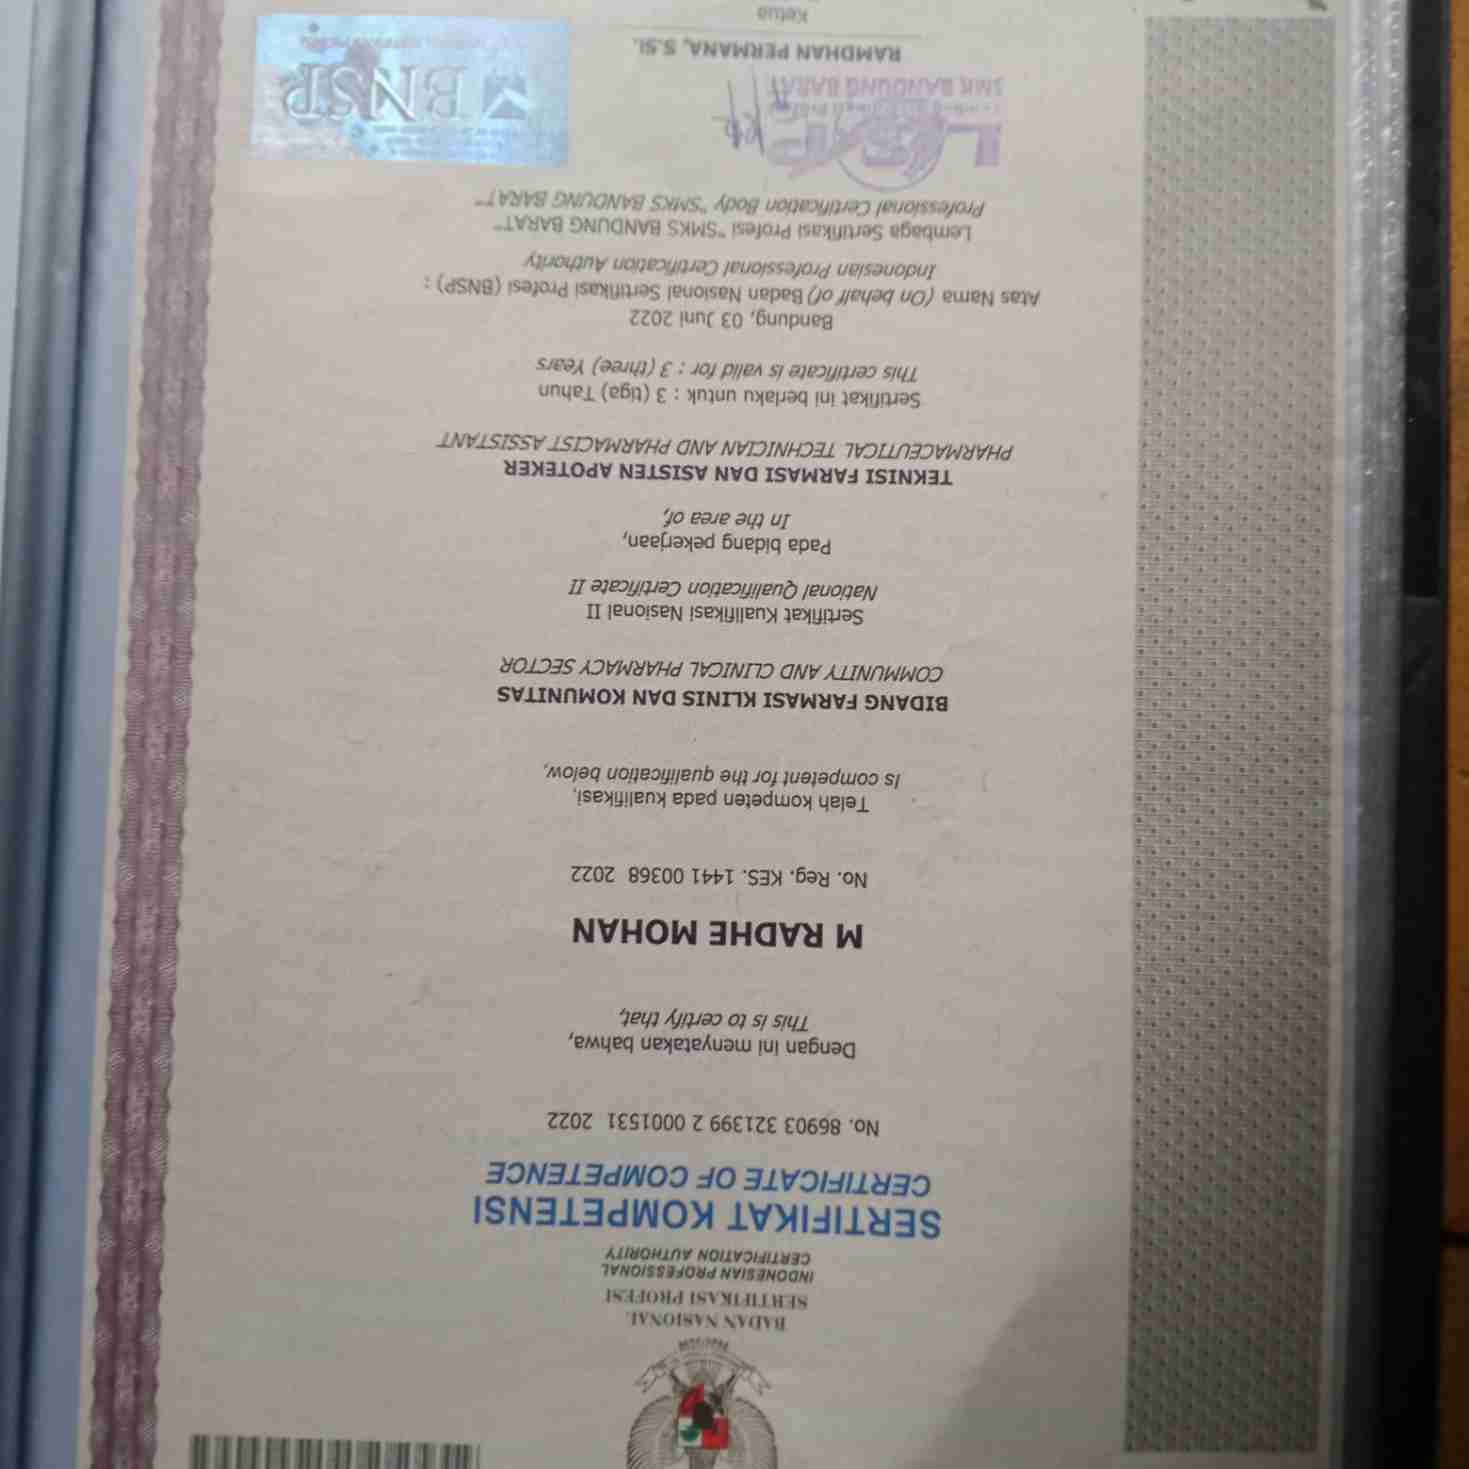 BADAN NASIONAL
SERTIFIKASI PROFESI
INDONESIAN PROFESSIONAL
CERTIFICATION AUTHORITY
SERTIFIKAT KOMPETENSI
CERTIFICATE OF COMPETENCE
No. 86903 321399 2 0001531 2022
Dengan ini menyatakan bahwa,
This is to certify that,
M RADHE MOHAN
No. Reg. KES. 1441 00368 2022
Telah kompeten pada kualifikasi,
Is competent for the qualification below,
BIDANG FARMASI KLINIS DAN KOMUNITAS
COMMUNITY AND CLINICAL PHARMACY SECTOR
Sertifikat Kualifikasi Nasional II
National Qualification Certificate II
Pada bidang pekerjaan,
In the area of,
TEKNISI FARMASI DAN ASISTEN APOTEKER
PHARMACEUTICAL TECHNICIAN AND PHARMACIST ASSISTANT
Sertifikat ini berlaku untuk : 3 (tiga) Tahun
This certificate is valid for : 3 (three) Years
Bandung, 03 Juni 2022
Atas Nama (On behalf of) Badan Nasional Sertifikasi Profesi (BNSP) :
Indonesian Professional Certification Authority
Lembaga Sertifikasi Profesi "SMKS BANDUNG BARAT"
Professional Certification Body "SMKS BANDUNG BARAT"
LSP
SMK BANDUNG BARAT
BNSP
RAMDHAN PERMANA, S.Si.
Ketua